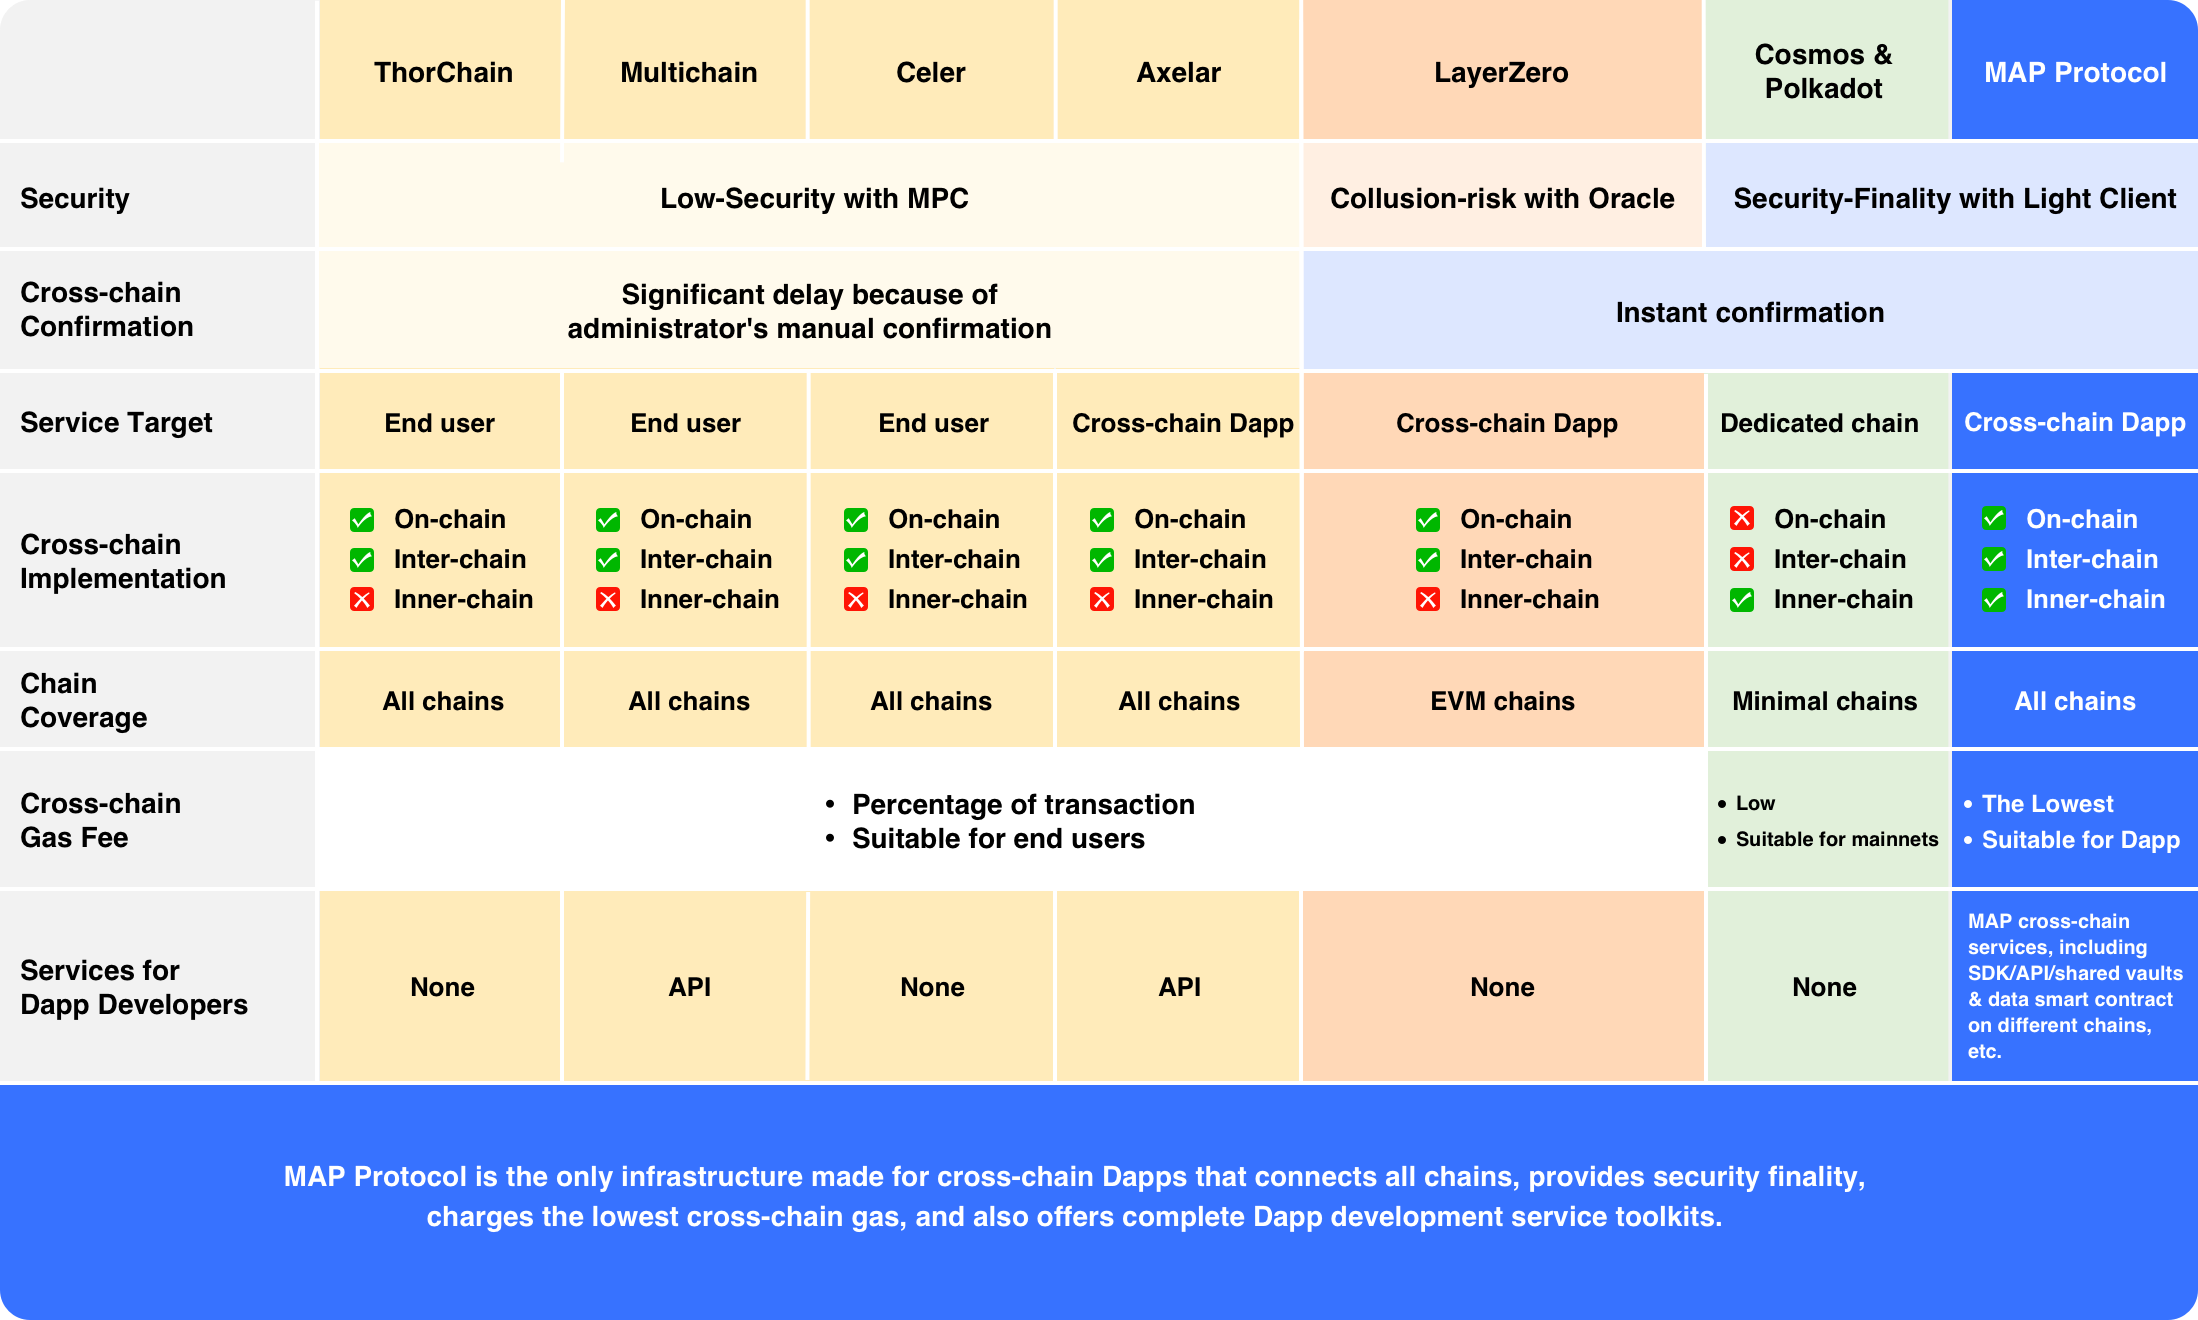 ThorChain
Multichain
Celer
Axelar
LayerZero
Cosmos &
Polkadot
MAP Protocol
Security
Low-Security with MPC
Collusion-risk with Oracle
Security-Finality with Light Client
Cross-chain
Confirmation
Significant delay because of
administrator's manual confirmation
Instant confirmation
Service Target
End user
End user
End user
Cross-chain Dapp
Cross-chain Dapp
Dedicated chain
Cross-chain Dapp
Cross-chain
Implementation
On-chain
Inter-chain
Inner-chain
On-chain
Inter-chain
Inner-chain
On-chain
Inter-chain
Inner-chain
On-chain
Inter-chain
Inner-chain
On-chain
Inter-chain
Inner-chain
On-chain
Inter-chain
Inner-chain
On-chain
Inter-chain
Inner-chain
Chain
Coverage
All chains
All chains
All chains
All chains
EVM chains
Minimal chains
All chains
Cross-chain
Gas Fee
• Percentage of transaction
• Suitable for end users
• Low
• Suitable for mainnets
• The Lowest
• Suitable for Dapp
Services for
Dapp Developers
None
API
None
API
None
None
MAP cross-chain
services, including
SDK/API/shared vaults
& data smart contract
on different chains,
etc.
MAP Protocol is the only infrastructure made for cross-chain Dapps that connects all chains, provides security finality,
charges the lowest cross-chain gas, and also offers complete Dapp development service toolkits.